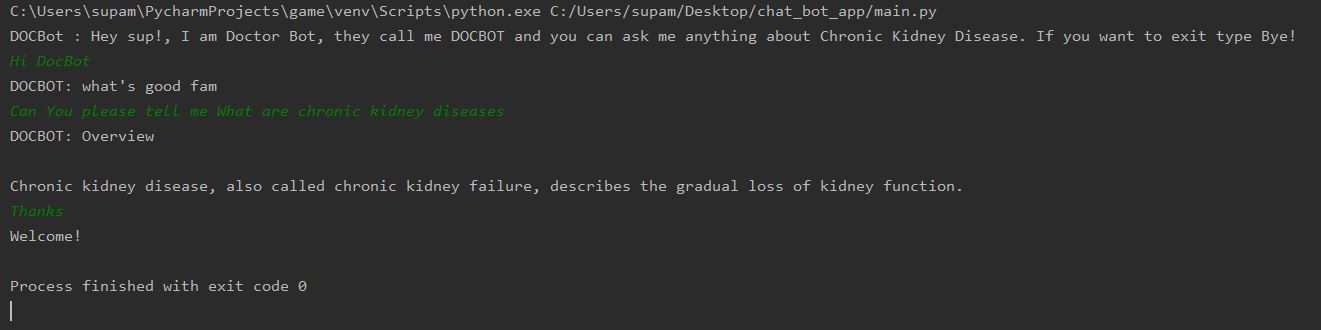 C:\Users\supam\PycharmProjects\game\venv\Scripts\python.exe C:/Users/supam/Desktop/chat_bot_app/main.py
DOCBot : Hey sup!, I am Doctor Bot, they call me DOCBOT and you can ask me anything about Chronic Kidney Disease. If you want to exit type Bye!
Hi DocBot
DOCBOT: what's good fam
Can You please tell me What are chronic kidney diseases
DOCBOT: Overview
Chronic kidney disease, also called chronic kidney failure, describes the gradual loss of kidney function.
Thanks
Welcome!
Process finished with exit code 0